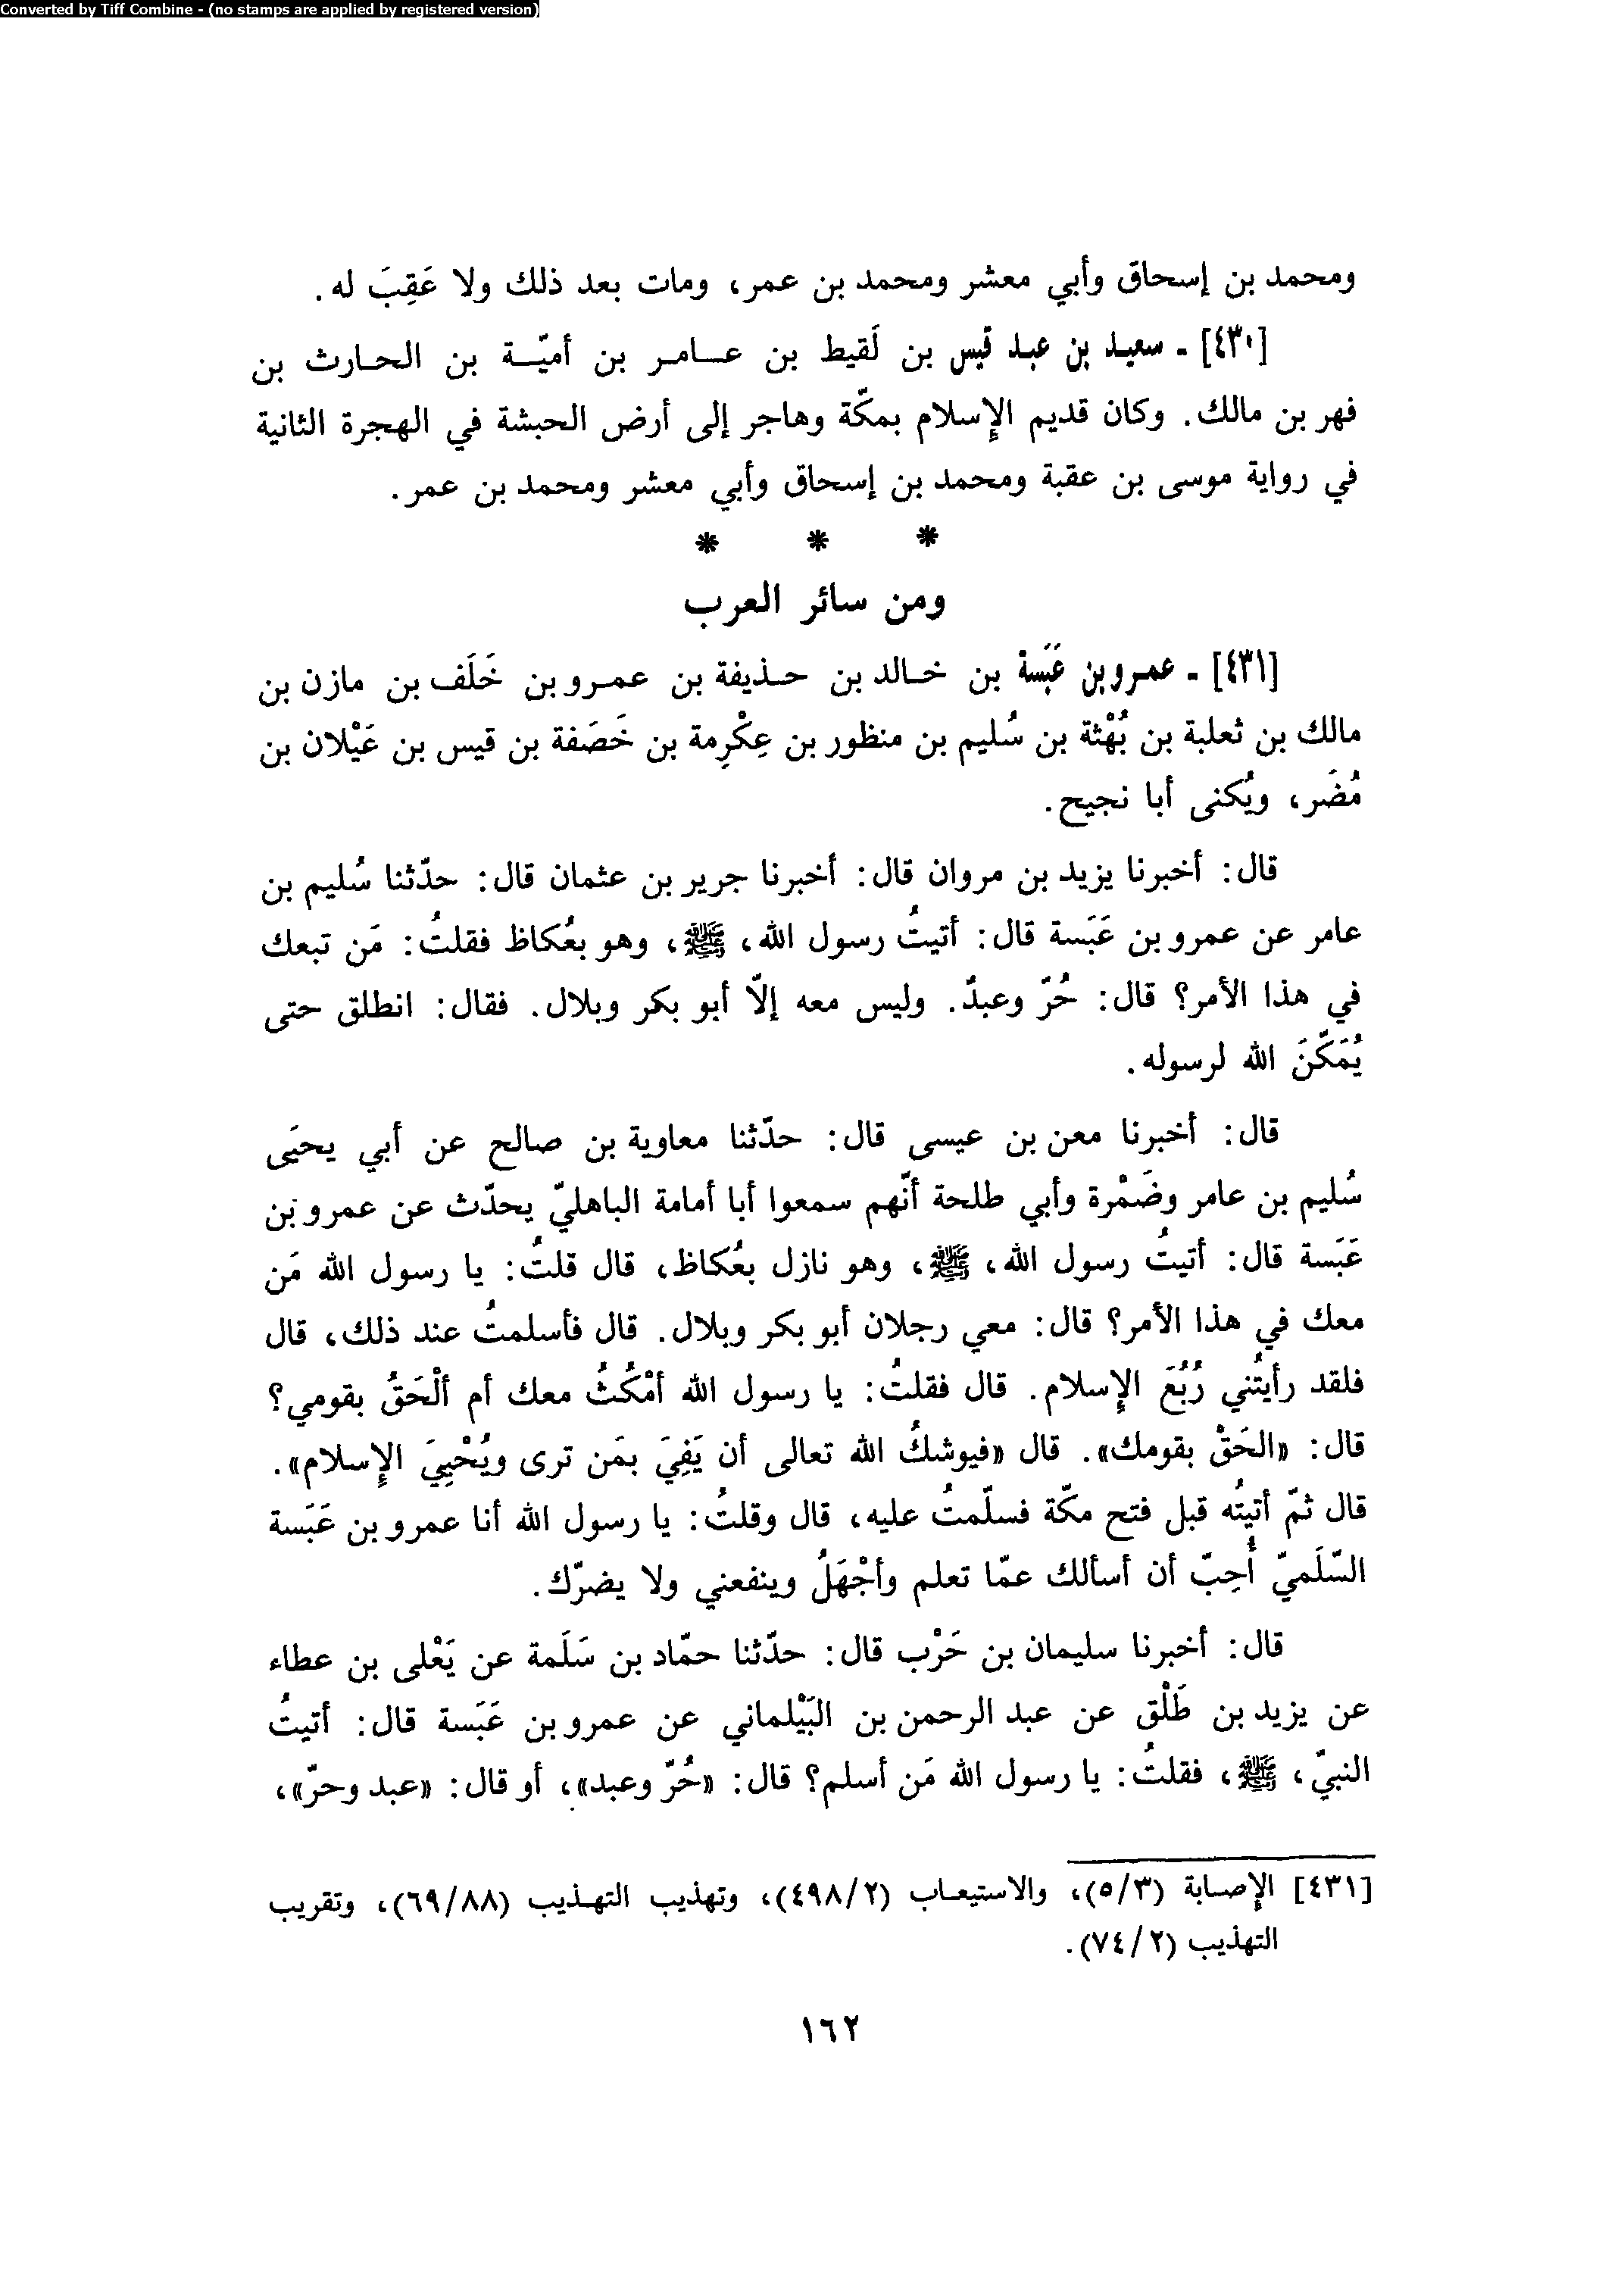 Converted by Tiff Combine - (no stamps are applied by registered version)
ومحمد بن إسحاق وأبي معشر ومحمد بن عمر، ومات بعد ذلك ولا عَقِبَ له.
[٤٣٠] ـ سعيد بن عبد قيس بن لَقيط بن عامر بن أميّة بن الحارث بن
فهر بن مالك. وكان قديم الإسلام بمكّة وهاجر إلى أرض الحبشة في الهجرة الثانية
في رواية موسى بن عقبة ومحمد بن إسحاق وأبي معشر ومحمد بن عمر.
* * *
ومن سائر العرب
[٤٣١] ـ عمرو بن عَبَسة بن خالد بن حذيفة بن عمرو بن خَلَف بن مازن بن
مالك بن ثعلبة بن بُهْثة بن سُليم بن منظور بن عِكْرِمة بن خَصَفة بن قيس بن عَيْلان بن
مُضَر، ويُكنى أبا نجيح.
قال: أخبرنا يزيد بن مروان قال: أخبرنا جرير بن عثمان قال: حدّثنا سُليم بن
عامر عن عمرو بن عَبَسة قال: أتيتُ رسول الله، ﷺ، وهو بعُكاظ فقلتُ: مَن تبعك
في هذا الأمر؟ قال: حُرّ وعبدٌ. وليس معه إلاّ أبو بكر وبلال. فقال: انطلق حتى
يُمَكّنَ الله لرسوله.
قال: أخبرنا معن بن عيسى قال: حدّثنا معاوية بن صالح عن أبي يحيَى
سُليم بن عامر وضَمْرة وأبي طلحة أنّهم سمعوا أبا أمامة الباهليّ يحدّث عن عمرو بن
عَبَسة قال: أتيتُ رسول الله، ﷺ، وهو نازل بعُكاظ، قال قلتُ: يا رسول الله مَن
معك في هذا الأمر؟ قال: معي رجلان أبو بكر وبلال. قال فأسلمتُ عند ذلك، قال
فلقد رأيتُني رُبُعَ الإسلام. قال فقلتُ: يا رسول الله أمْكُثُ معك أم ألْحَقُ بقومي؟
قال: «الحَقْ بقومك». قال «فيوشكُ الله تعالى أن يَفِيَ بمَن ترى ويُحْيِيَ الإسلام».
قال ثمّ أتيتُه قبل فتح مكّة فسلّمتُ عليه، قال وقلتُ: يا رسول الله أنا عمرو بن عَبَسة
السّلَميّ أُحِبّ أن أسألك عمّا تعلم وأجْهَلُ وينفعني ولا يضرّك.
قال: أخبرنا سليمان بن حَرْب قال: حدّثنا حمّاد بن سَلَمة عن يَعْلى بن عطاء
عن يزيد بن طَلْق عن عبد الرحمن بن البَيْلماني عن عمرو بن عَبَسة قال: أتيتُ
النبيّ، ﷺ، فقلتُ: يا رسول الله مَن أسلم؟ قال: «حُرّ وعبد»، أو قال: «عبد وحرّ»،
[٤٣١] الإصابة (٥/٣)، والاستيعاب (٤٩٨/٢)، وتهذيب التهذيب (٦٩/٨٨)، وتقريب
التهذيب (٧٤/٢).
١٦٢